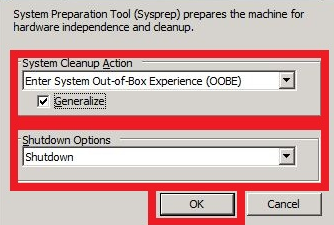 System Preparation Tool (Sysprep) prepares the machine for
hardware independence and cleanup.
System Cleanup Action
Enter System Out-of-Box Experience (OOBE)
Generalize
Shutdown Options
Shutdown
OK Cancel